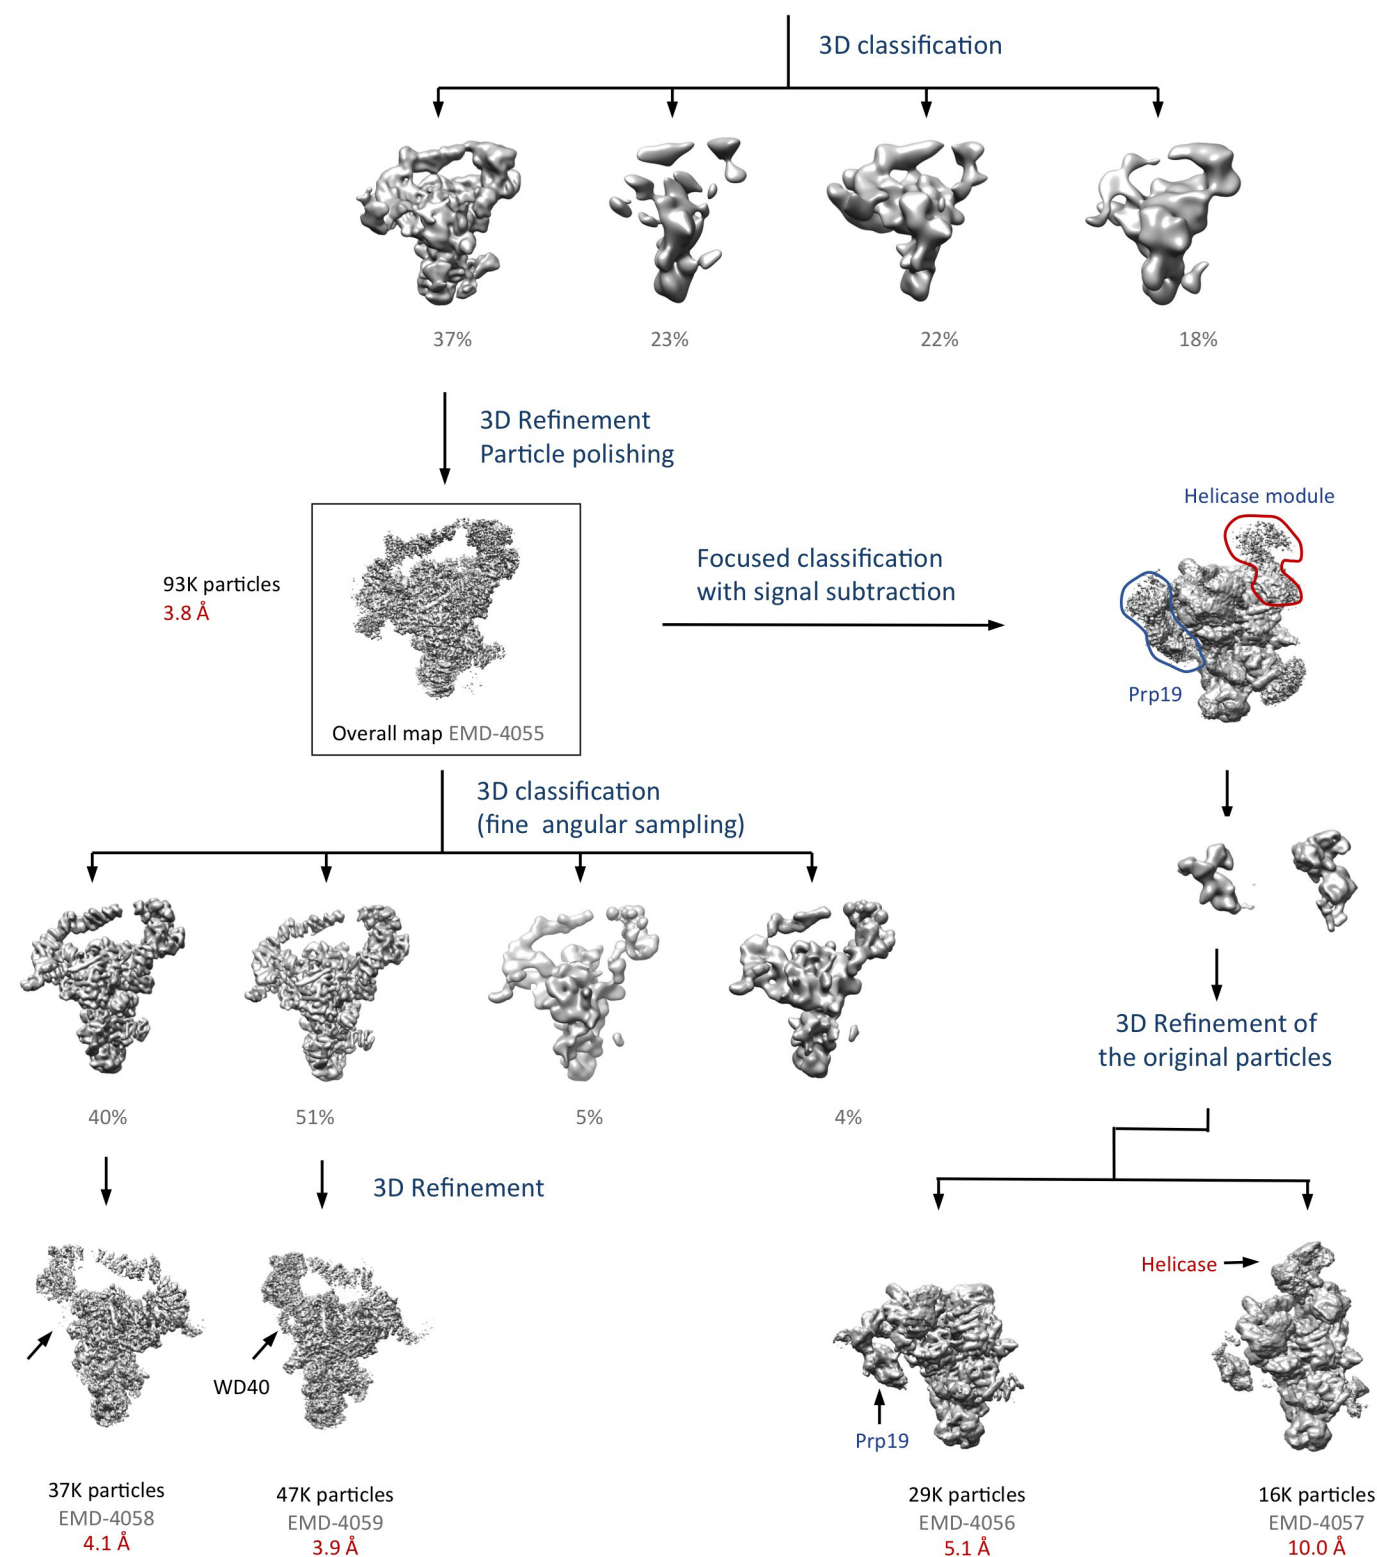 3D classification
37%
23%
22%
18%
3D Refinement
Particle polishing
Helicase module
Focused classification
with signal subtraction
93K particles
3.8 Å
Prp19
Overall map EMD-4055
3D classification
(fine angular sampling)
3D Refinement of
the original particles
40%
51%
5%
4%
3D Refinement
Helicase
WD40
Prp19
37K particles
EMD-4058
4.1 Å
47K particles
EMD-4059
3.9 Å
29K particles
EMD-4056
5.1 Å
16K particles
EMD-4057
10.0 Å